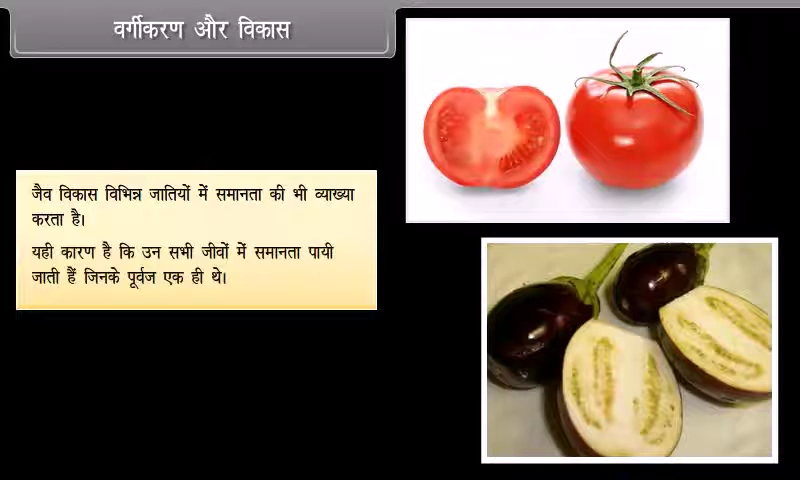 वर्गीकरण और विकास
जैव विकास विभिन्न जातियों में समानता की भी व्याख्या
करता है।
यही कारण है कि उन सभी जीवों में समानता पायी
जाती हैं जिनके पूर्वज एक ही थे।